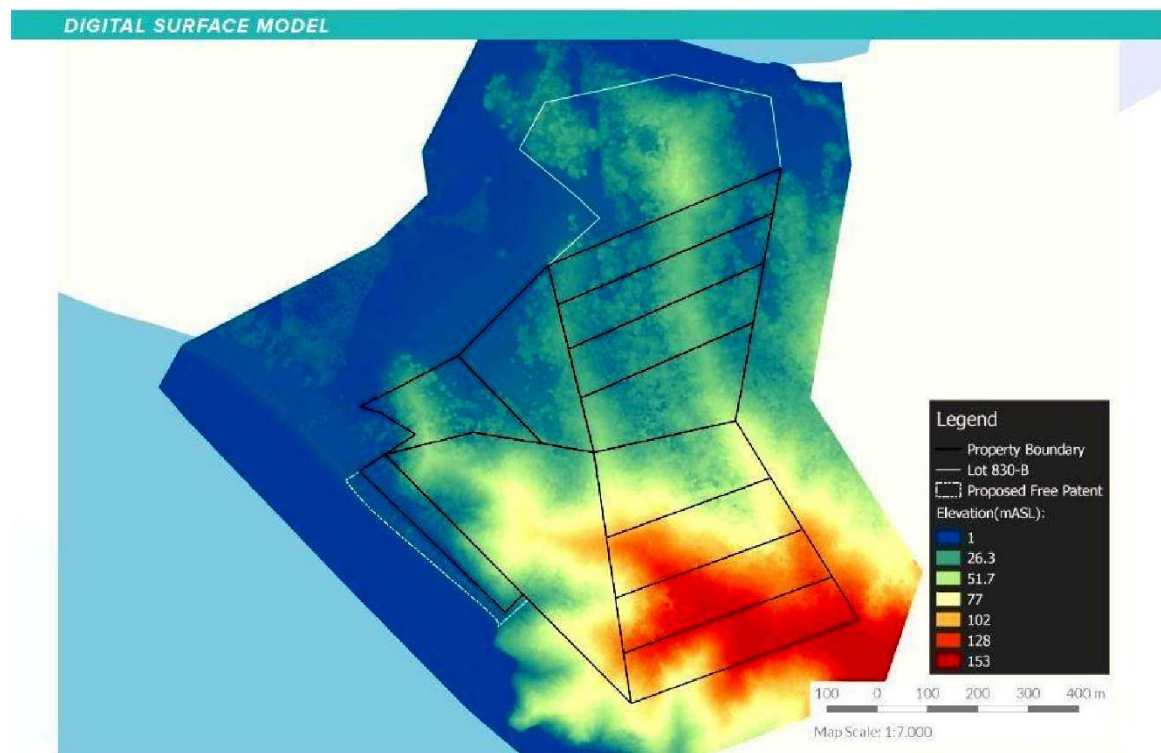 DIGITAL SURFACE MODEL
Legend
Property Boundary
Lot 830-B
Proposed Free Patent
Elevation(mASL):
1
26.3
51.7
77
102
128
153
100 0 100 200 300 400 m
Map Scale: 1:7.000